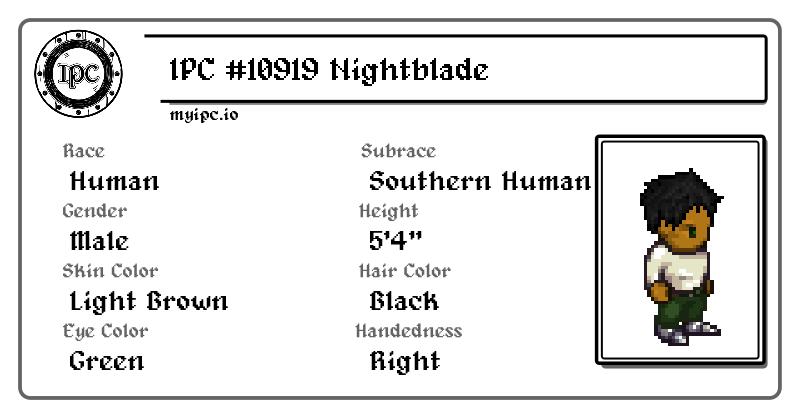 IPC
IPC #10919 Nightblade
myipc.io
Race
Subrace
Human
Southern Human
Gender
Height
Male
5'4"
Skin Color
Hair Color
Light Brown
Black
Eye Color
Handedness
Green
Right